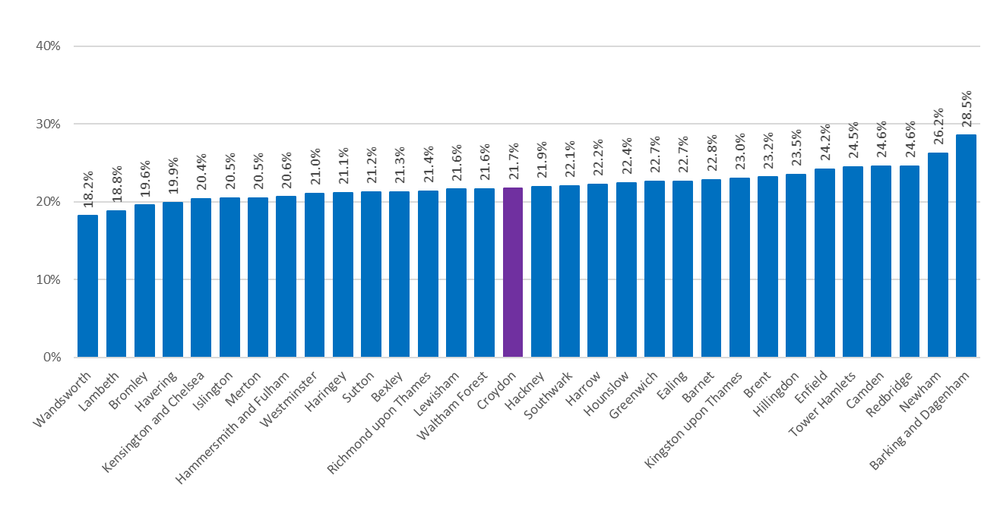 40%
30%
20%
10%
0%
18.2%
18.8%
19.6%
19.9%
20.4%
20.5%
20.5%
20.6%
21.0%
21.1%
21.2%
21.3%
21.4%
21.6%
21.6%
21.7%
21.9%
22.1%
22.2%
22.4%
22.7%
22.7%
22.8%
23.0%
23.2%
23.5%
24.2%
24.5%
24.6%
24.6%
26.2%
28.5%
Wandsworth
Lambeth
Bromley
Havering
Kensington and Chelsea
Islington
Merton
Hammersmith and Fulham
Westminster
Haringey
Sutton
Bexley
Richmond upon Thames
Lewisham
Waltham Forest
Croydon
Hackney
Southwark
Harrow
Hounslow
Greenwich
Ealing
Barnet
Kingston upon Thames
Brent
Hillingdon
Enfield
Tower Hamlets
Camden
Redbridge
Newham
Barking and Dagenham